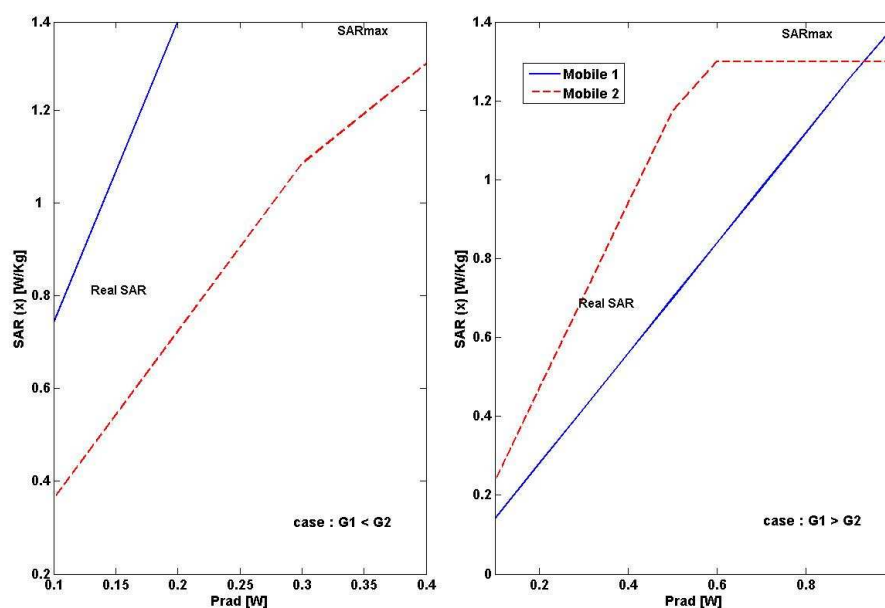 1.4
SARmax
1.2
1
0.8
Real SAR
0.6
0.4
case : G1 < G2
0.2
0.1
0.15
0.2
0.25
0.3
0.35
0.4
Prad [W]
SAR (x) [W/Kg]
1.4
SARmax
Mobile 1
Mobile 2
1.2
1
0.8
Real SAR
0.6
0.4
0.2
case : G1 > G2
0
0.2
0.4
0.6
0.8
Prad [W]
SAR (x) [W/Kg]